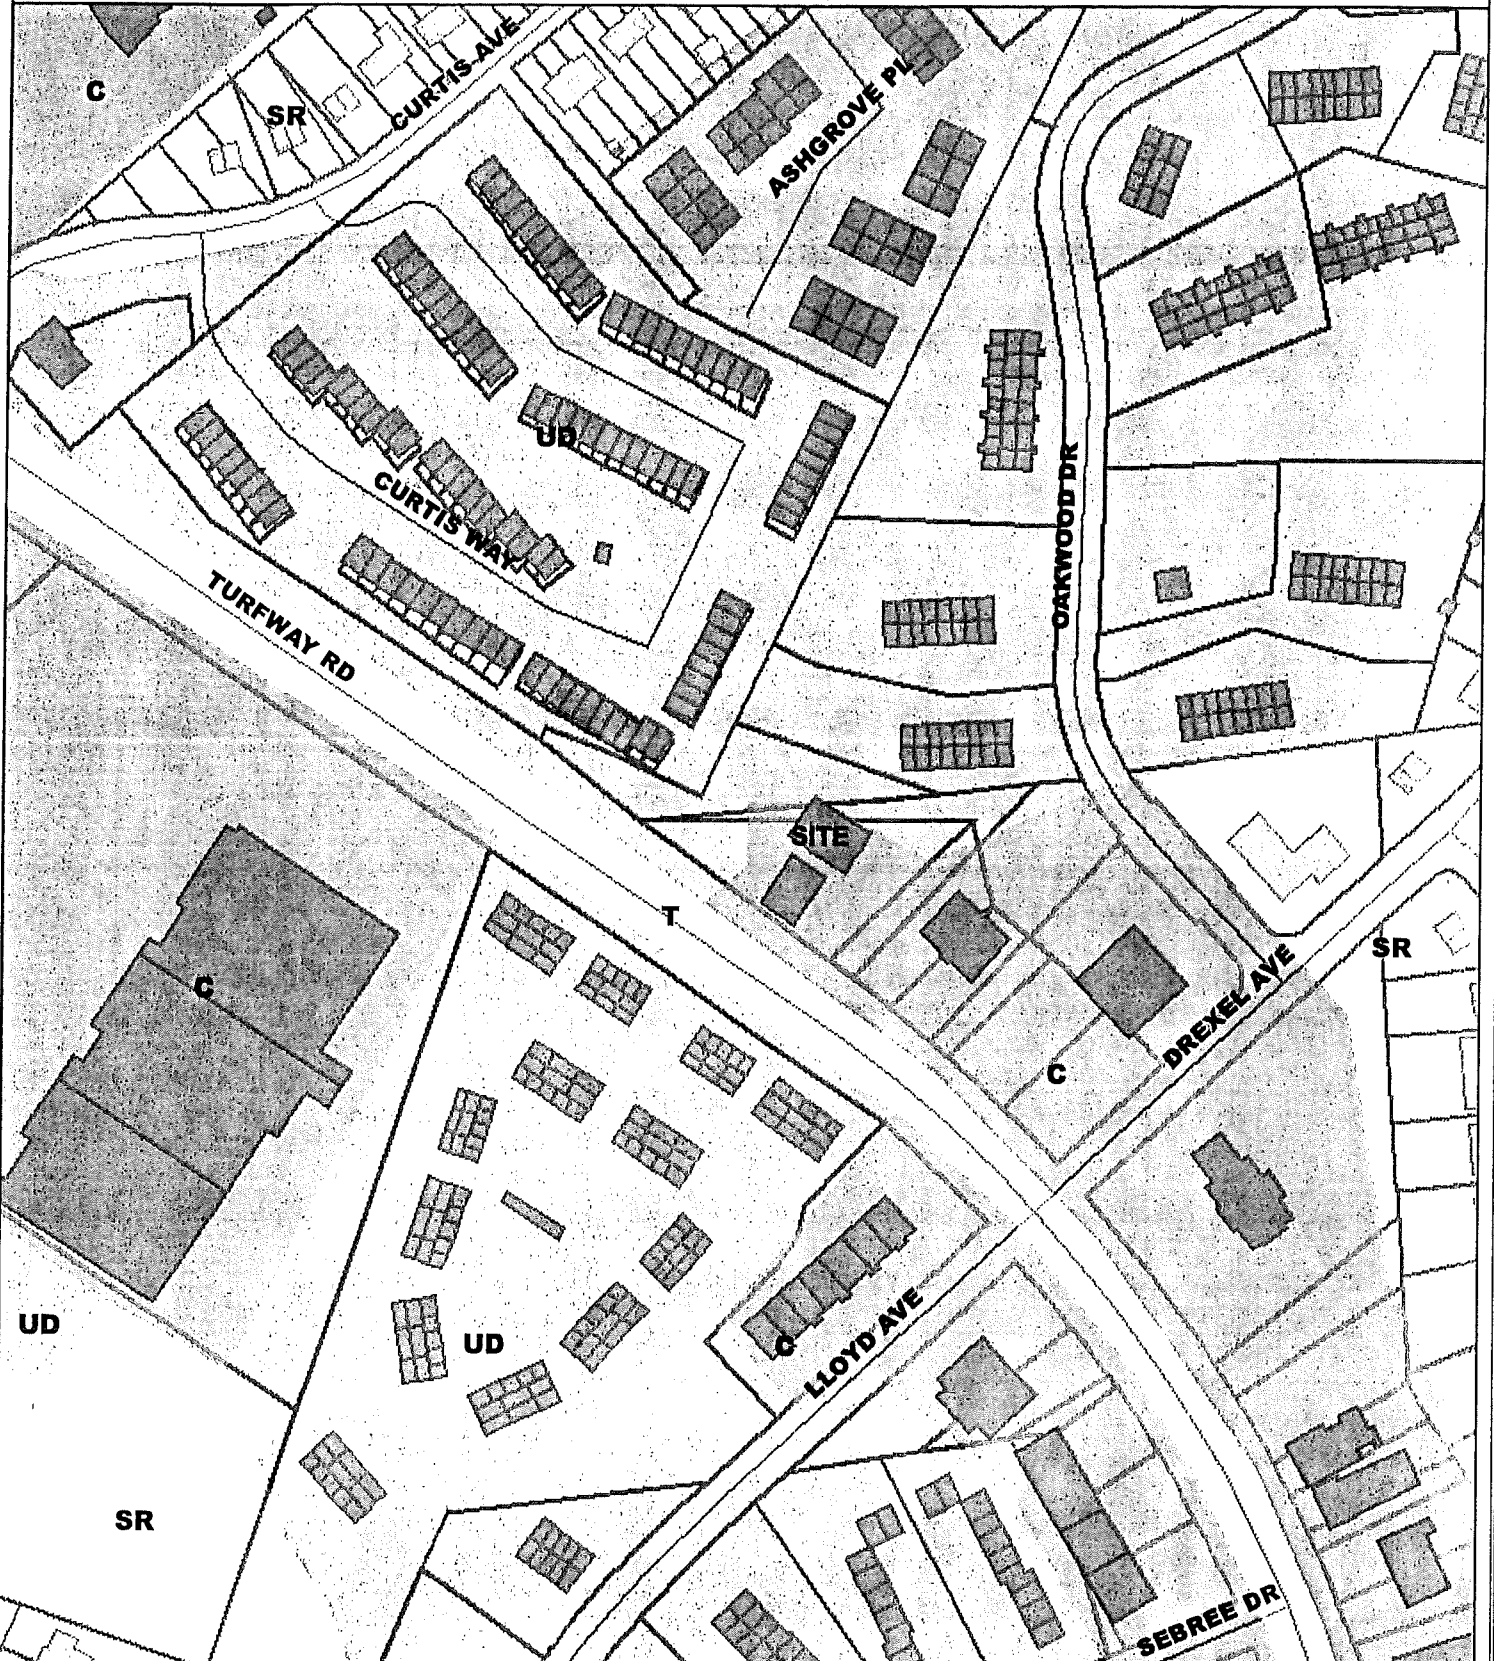 CURTIS AVE
C
SR
ASHGROVE PL
UD
CURTIS WAY
OAKWOOD DR
TURFWAY RD
SITE
T
C
SR
DREXEL AVE
C
UD
UD
C
LLOYD AVE
SR
SEBREE DR